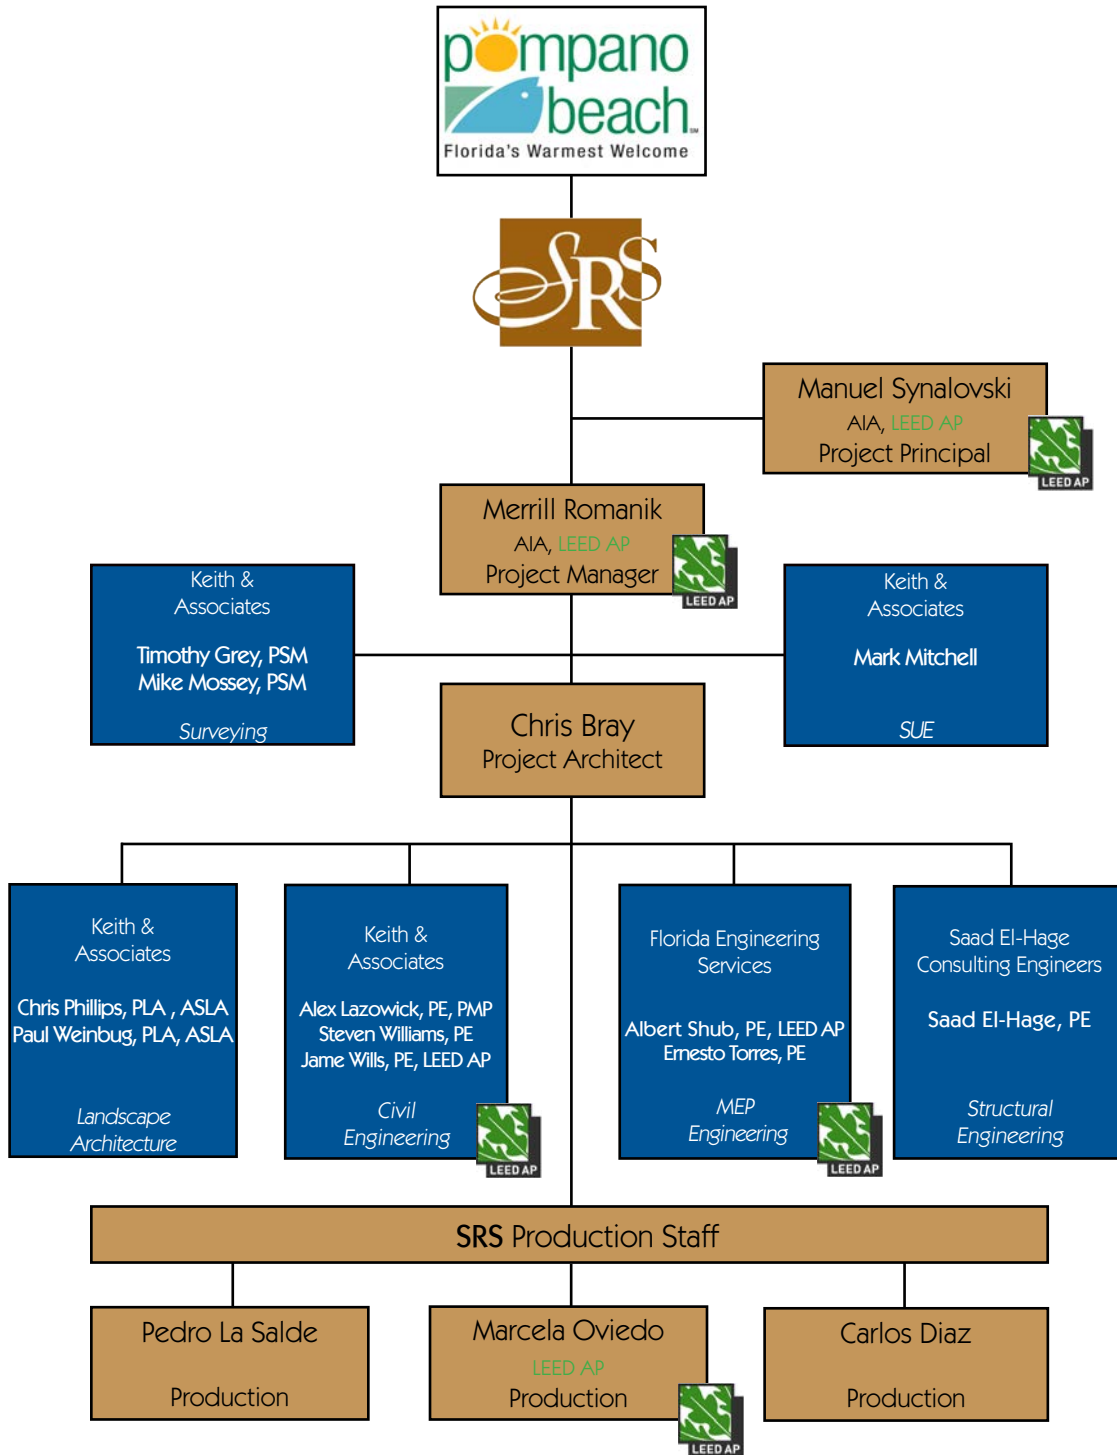 pompano
beach
SM
Florida's Warmest Welcome
SRS
Manuel Synalovski
AIA, LEED AP
Project Principal
LEED AP
Merrill Romanik
AIA, LEED AP
Project Manager
LEED AP
Keith &
Associates
Timothy Grey, PSM
Mike Mossey, PSM
Surveying
Keith &
Associates
Mark Mitchell
SUE
Chris Bray
Project Architect
Keith &
Associates
Chris Phillips, PLA , ASLA
Paul Weinbug, PLA, ASLA
Landscape
Architecture
Keith &
Associates
Alex Lazowick, PE, PMP
Steven Williams, PE
Jame Wills, PE, LEED AP
Civil
Engineering
LEED AP
Florida Engineering
Services
Albert Shub, PE, LEED AP
Ernesto Torres, PE
MEP
Engineering
LEED AP
Saad El-Hage
Consulting Engineers
Saad El-Hage, PE
Structural
Engineering
SRS Production Staff
Pedro La Salde
Production
Marcela Oviedo
LEED AP
Production
LEED AP
Carlos Diaz
Production